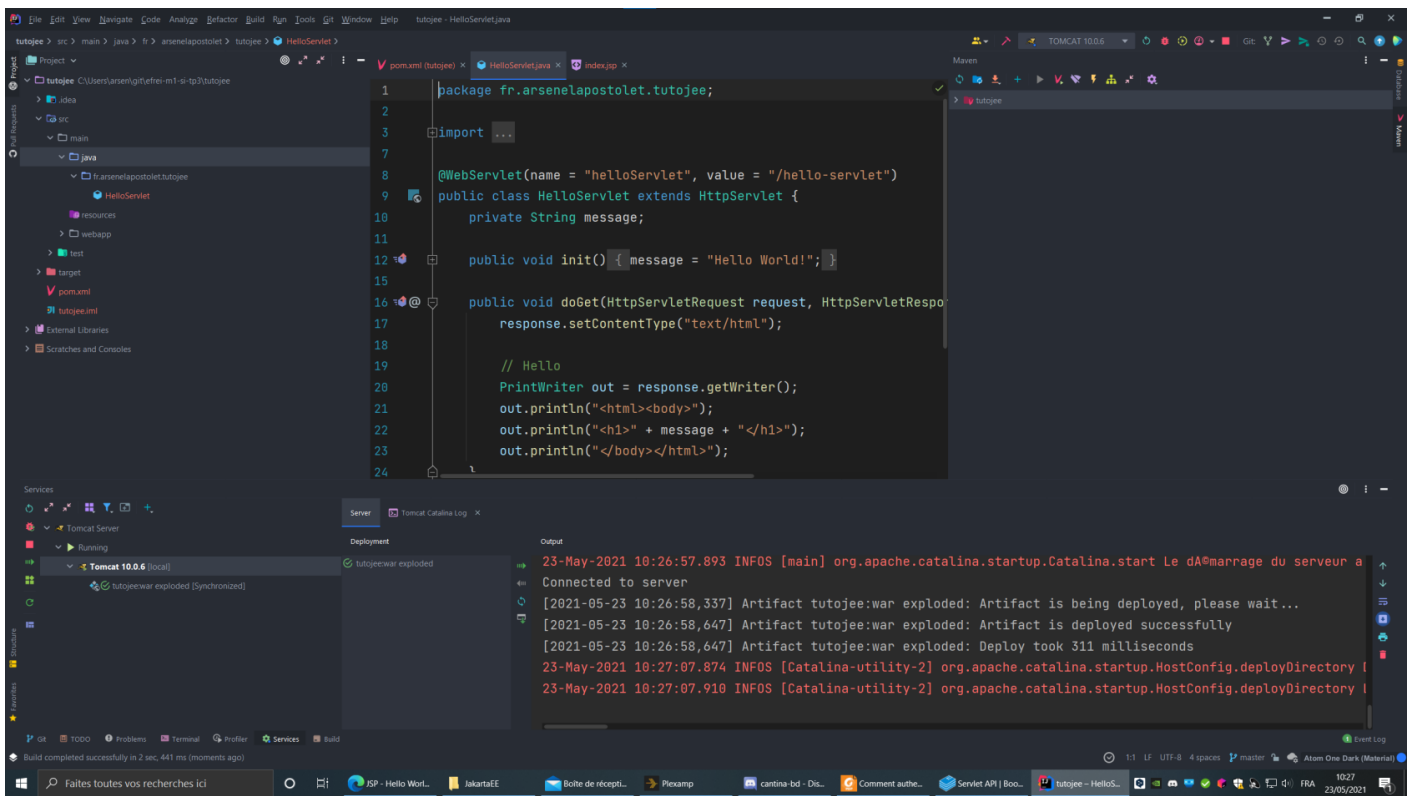 File Edit View Navigate Code Analyze Refactor Build Run Tools Git Window Help tutojee - HelloServlet.java
tutojee > src > main > java > fr > arsenelapostolet > tutojee > HelloServlet >
TOMCAT 10.0.6
Git:
Project
pom.xml (tutojee) ×
HelloServlet.java ×
index.jsp ×
Maven
Project
Pull Requests
Structure
Favorites
Database
Maven
tutojee C:\Users\arsen\git\efrei-m1-si-tp3\tutojee
.idea
src
main
java
fr.arsenelapostolet.tutojee
HelloServlet
resources
webapp
test
target
pom.xml
tutojee.iml
External Libraries
Scratches and Consoles
1 package fr.arsenelapostolet.tutojee;
2
3 import ...
7
8 @WebServlet(name = "helloServlet", value = "/hello-servlet")
9 public class HelloServlet extends HttpServlet {
10 private String message;
11
12 public void init() { message = "Hello World!"; }
15
16 @ public void doGet(HttpServletRequest request, HttpServletRespo
17 response.setContentType("text/html");
18
19 // Hello
20 PrintWriter out = response.getWriter();
21 out.println("<html><body>");
22 out.println("<h1>" + message + "</h1>");
23 out.println("</body></html>");
24 }
tutojee
Services
Tomcat Server
Running
Tomcat 10.0.6 [local]
tutojee:war exploded [Synchronized]
Server
Tomcat Catalina Log ×
Deployment
tutojee:war exploded
Output
23-May-2021 10:26:57.893 INFOS [main] org.apache.catalina.startup.Catalina.start Le dA©marrage du serveur a
Connected to server
[2021-05-23 10:26:58,337] Artifact tutojee:war exploded: Artifact is being deployed, please wait...
[2021-05-23 10:26:58,647] Artifact tutojee:war exploded: Artifact is deployed successfully
[2021-05-23 10:26:58,647] Artifact tutojee:war exploded: Deploy took 311 milliseconds
23-May-2021 10:27:07.874 INFOS [Catalina-utility-2] org.apache.catalina.startup.HostConfig.deployDirectory
23-May-2021 10:27:07.910 INFOS [Catalina-utility-2] org.apache.catalina.startup.HostConfig.deployDirectory
Git TODO Problems Terminal Profiler Services Build
1 Event Log
Build completed successfully in 2 sec, 441 ms (moments ago)
1:1 LF UTF-8 4 spaces master Atom One Dark (Material)
Faites toutes vos recherches ici
JSP - Hello Worl...
JakartaEE
Boîte de récepti...
Plexamp
cantina-bd - Dis...
Comment authe...
Servlet API | Boo...
tutojee – HelloS...
FRA
10:27
23/05/2021